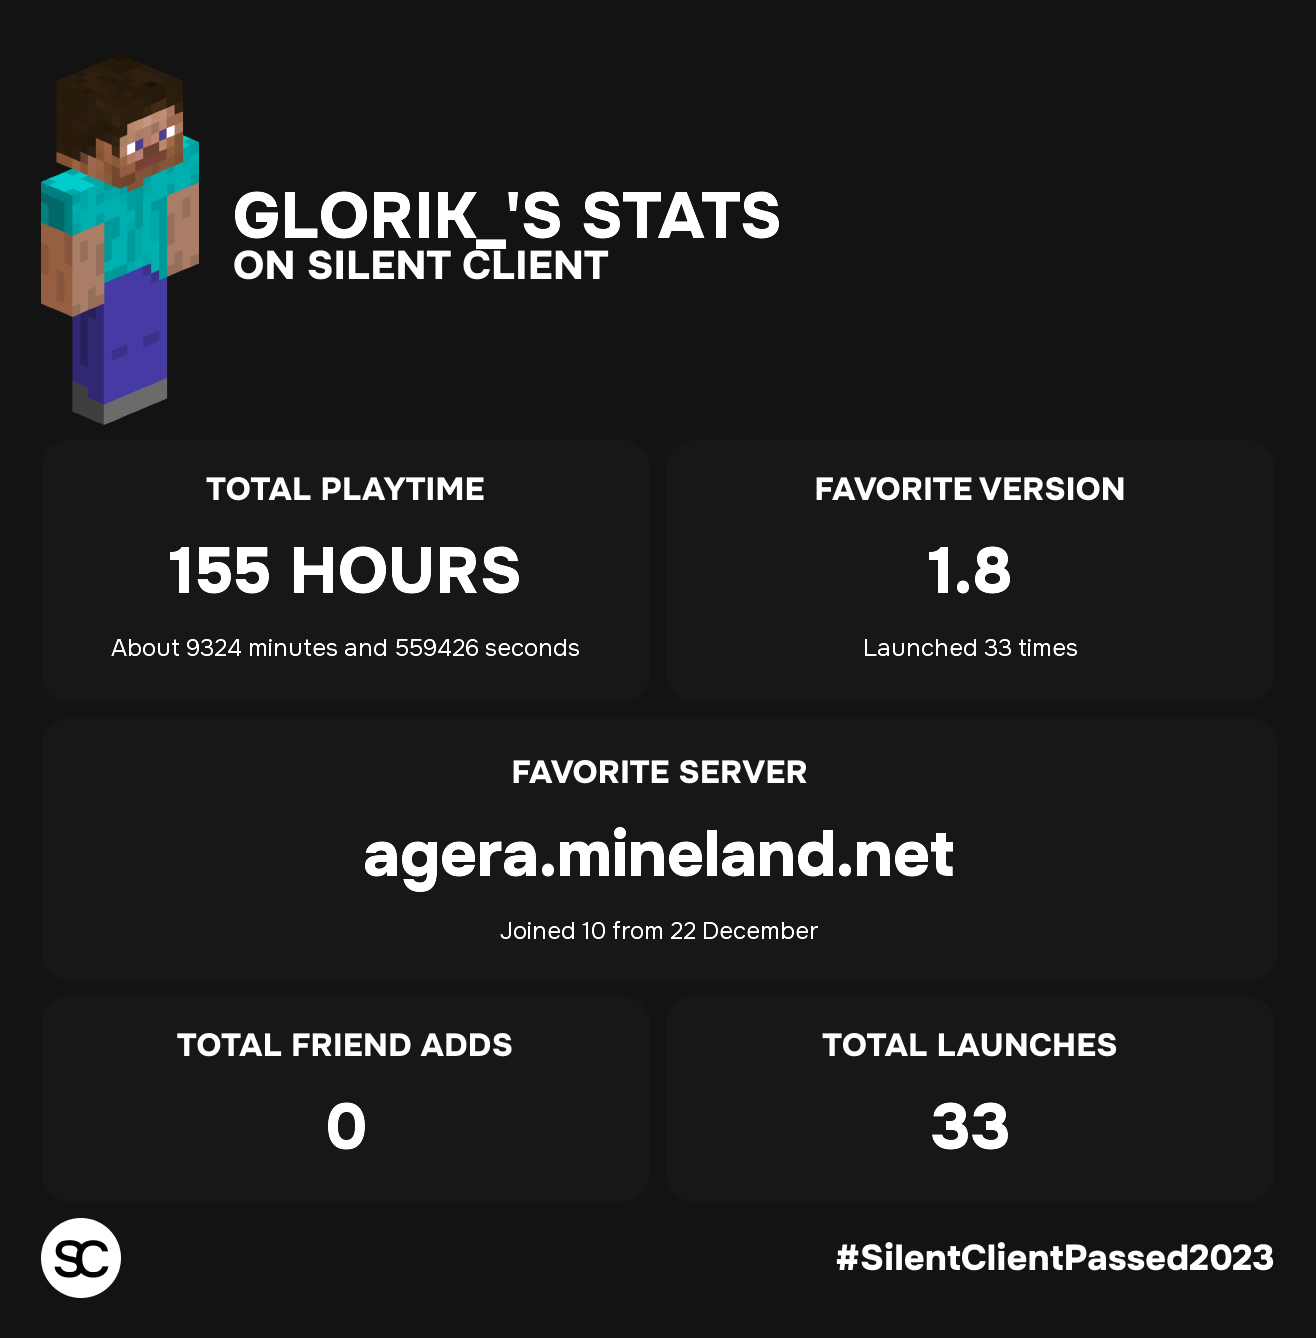 GLORIK_'S STATS
ON SILENT CLIENT
TOTAL PLAYTIME
155 HOURS
About 9324 minutes and 559426 seconds
FAVORITE VERSION
1.8
Launched 33 times
FAVORITE SERVER
agera.mineland.net
Joined 10 from 22 December
TOTAL FRIEND ADDS
0
TOTAL LAUNCHES
33
SC
#SilentClientPassed2023